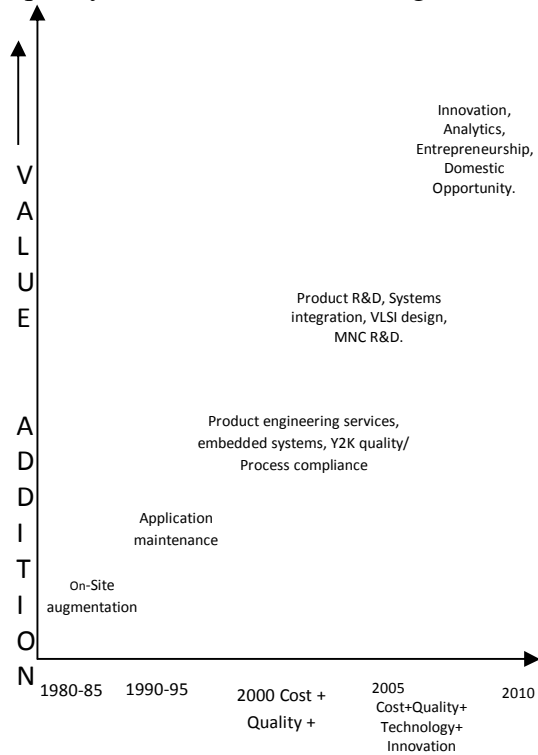 Innovation,
Analytics,
Entrepreneurship,
Domestic
Opportunity.
Product R&D, Systems
integration, VLSI design,
MNC R&D.
Product engineering services,
embedded systems, Y2K quality/
Process compliance
Application
maintenance
On-Site
augmentation
VALUE ADDITION
1980-85
1990-95
2000 Cost +
Quality +
2005
Cost+Quality+
Technology+
Innovation
2010